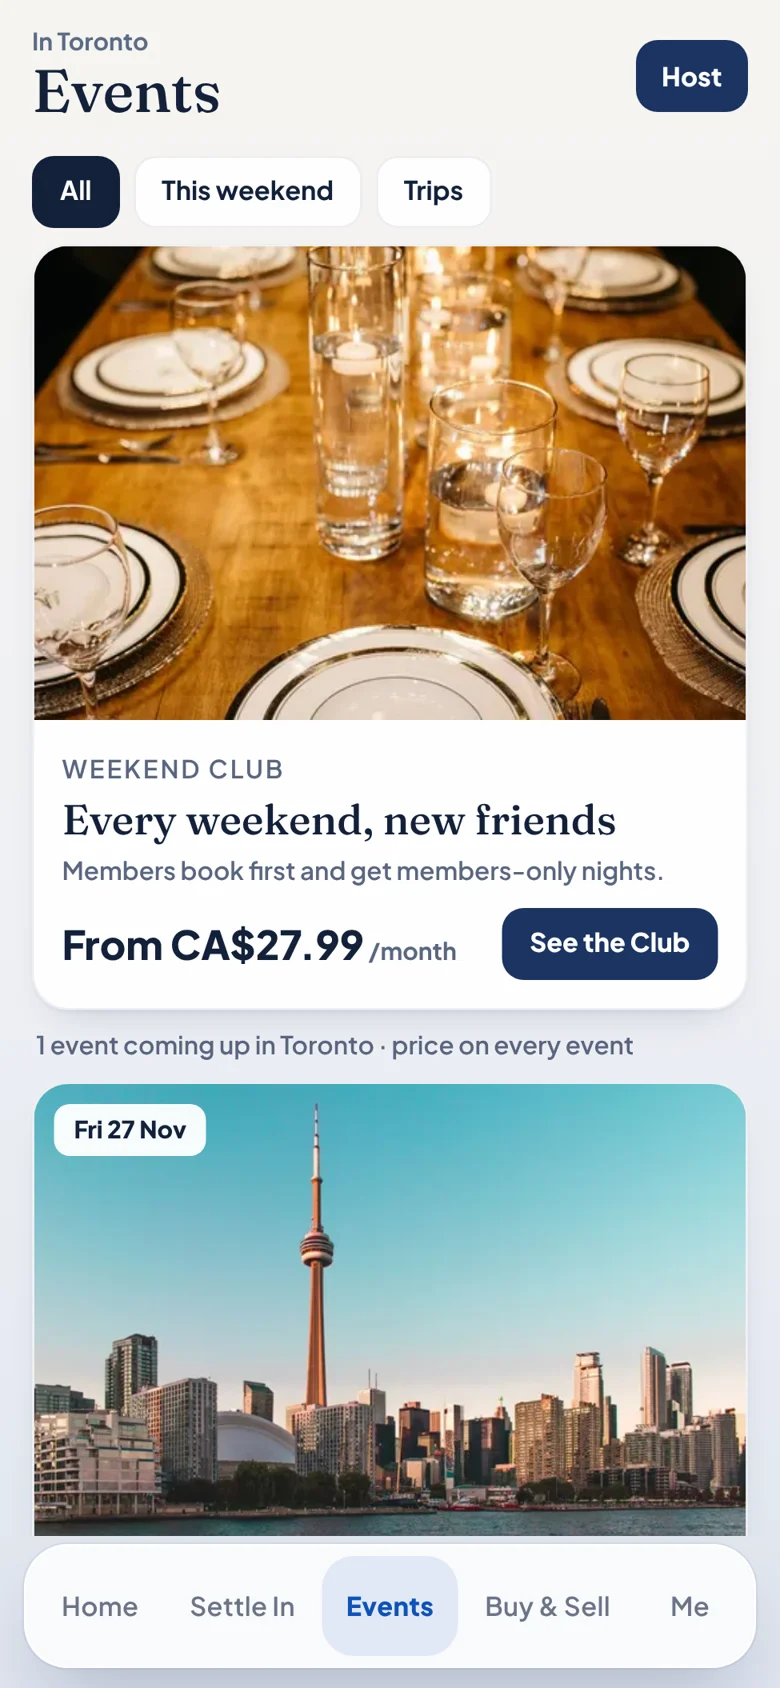 In Toronto
Events
Host
All
This weekend
Trips
WEEKEND CLUB
Every weekend, new friends
Members book first and get members-only nights.
From CA$27.99 /month
See the Club
1 event coming up in Toronto · price on every event
Fri 27 Nov
Home
Settle In
Events
Buy & Sell
Me